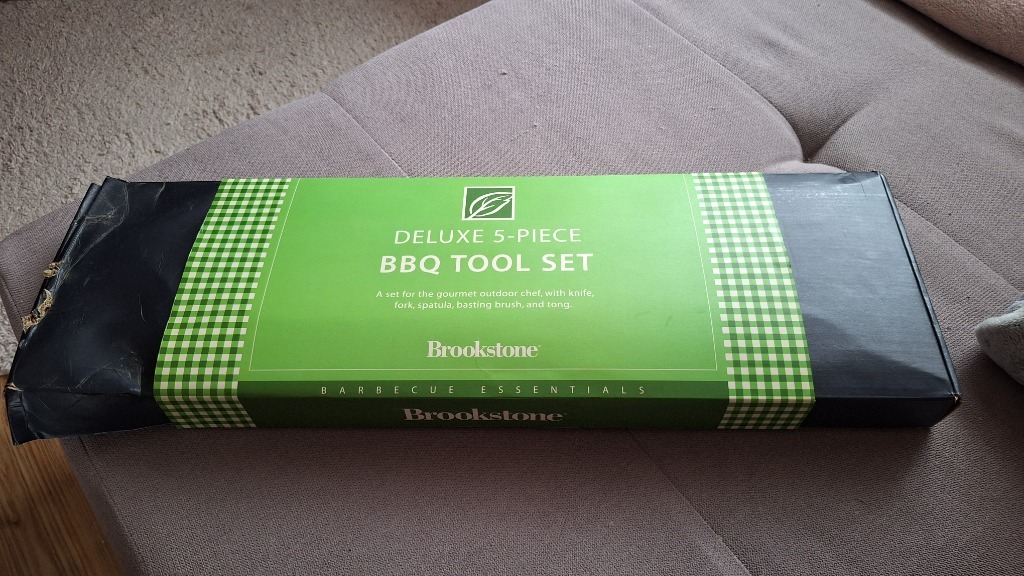 DELUXE 5-PIECE
BBQ TOOL SET
A set for the gourmet outdoor chef, with knife,
fork, spatula, basting brush, and tong.
Brookstone
BARBECUE ESSENTIALS
Brookstone